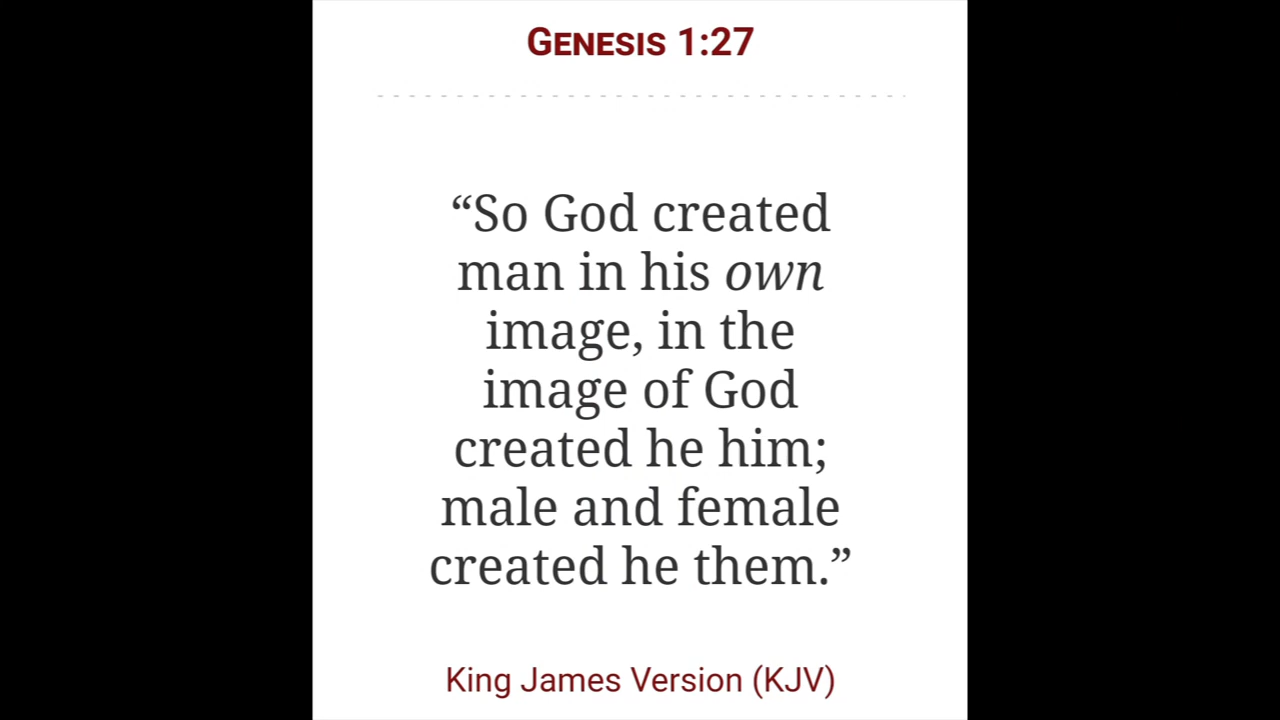 Genesis 1:27
“So God created
man in his own
image, in the
image of God
created he him;
male and female
created he them.”
King James Version (KJV)